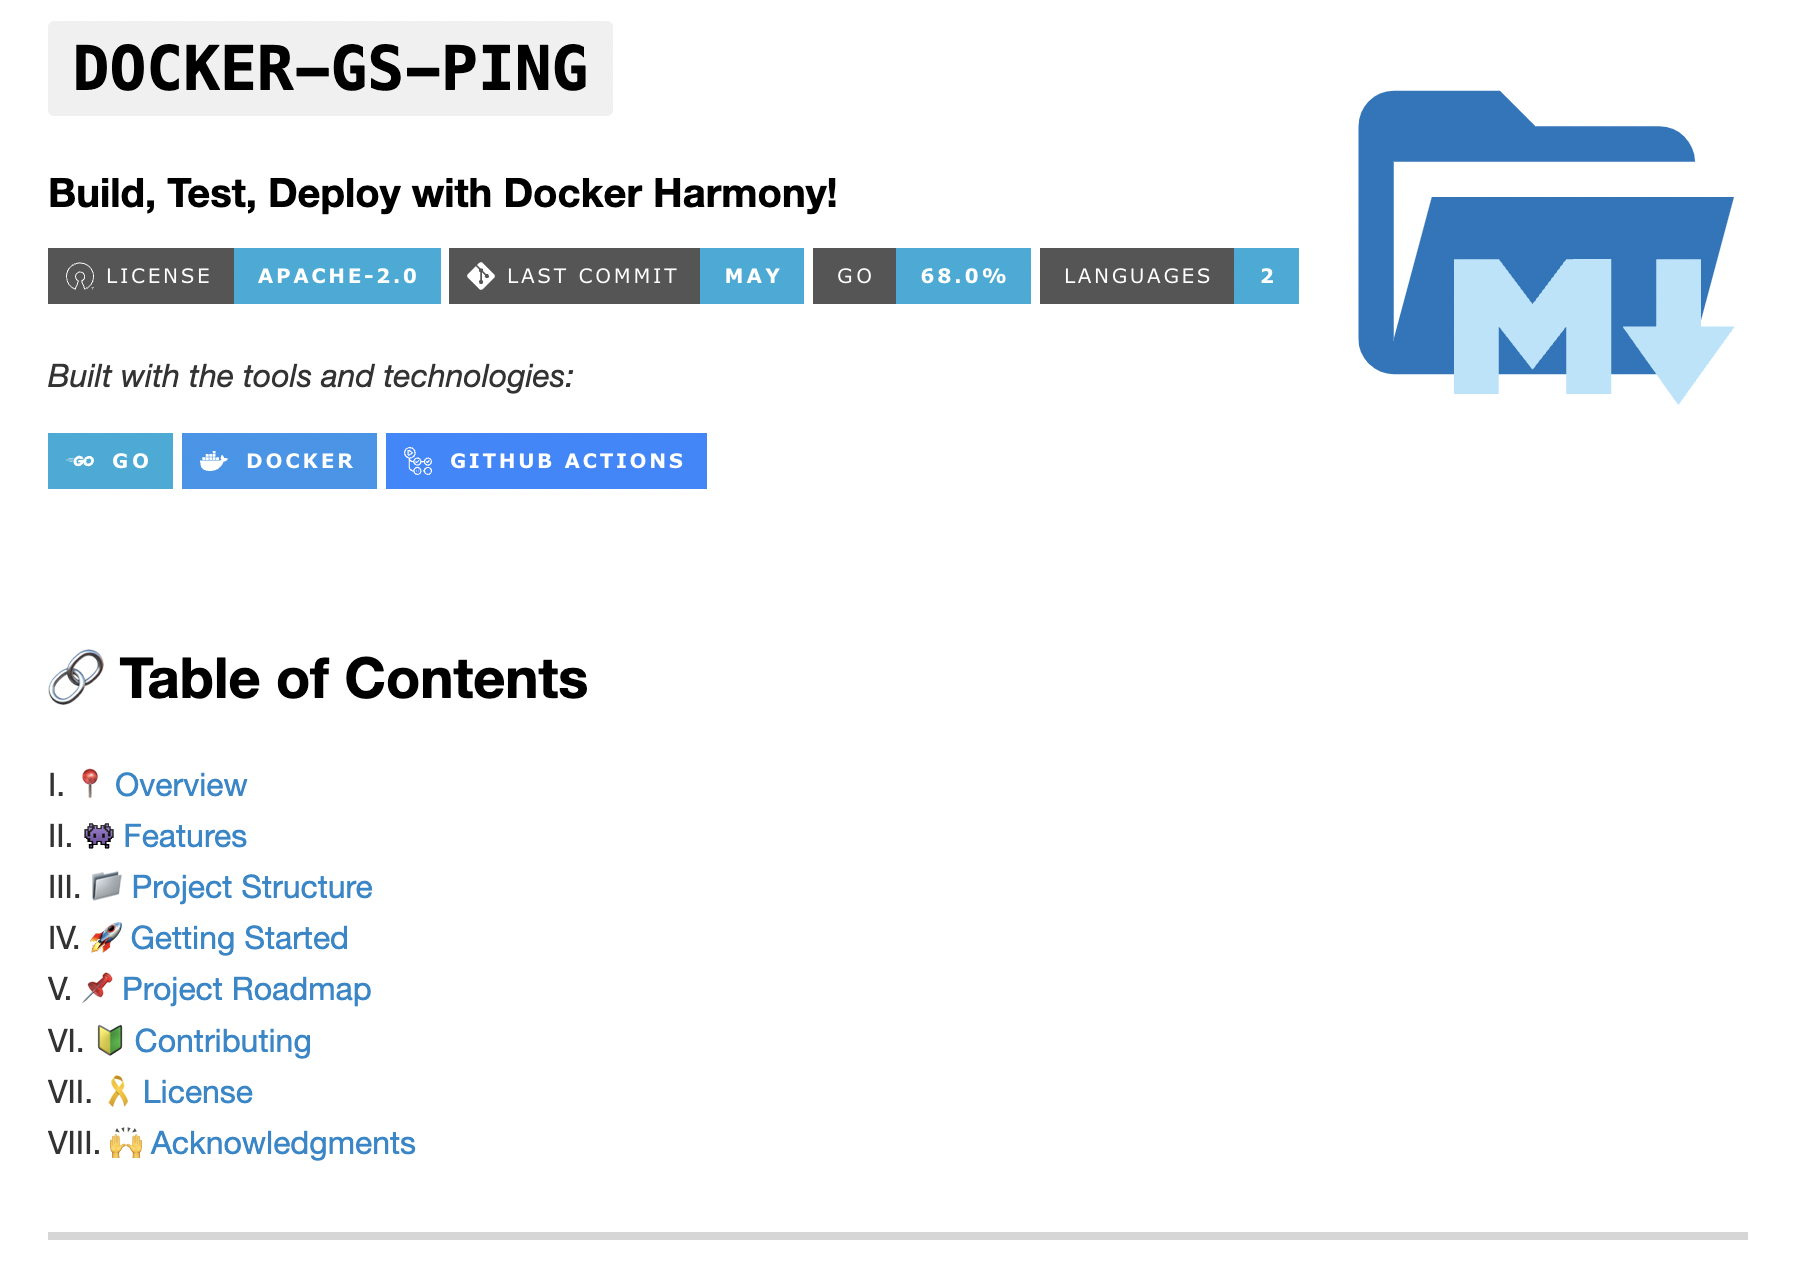 DOCKER-GS-PING
Build, Test, Deploy with Docker Harmony!
LICENSE APACHE-2.0 LAST COMMIT MAY GO 68.0% LANGUAGES 2
Built with the tools and technologies:
GO GO DOCKER GITHUB ACTIONS
M
🔗 Table of Contents
I. 📍 Overview
II. 👾 Features
III. 📁 Project Structure
IV. 🚀 Getting Started
V. 📌 Project Roadmap
VI. 🔰 Contributing
VII. 🎗 License
VIII. 🙌 Acknowledgments